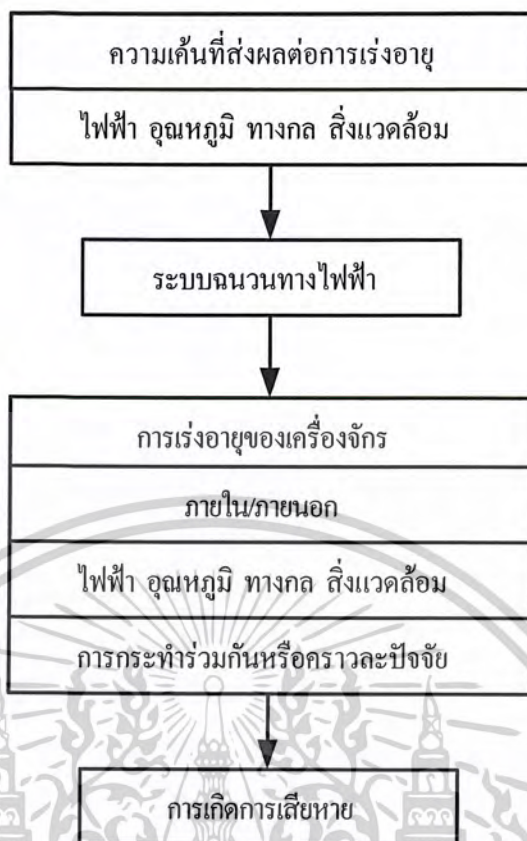 ความเค้นที่ส่งผลต่อการเร่งอายุ
ไฟฟ้า อุณหภูมิ ทางกล สิ่งแวดล้อม
ระบบฉนวนทางไฟฟ้า
การเร่งอายุของเครื่องจักร
ภายใน/ภายนอก
ไฟฟ้า อุณหภูมิ ทางกล สิ่งแวดล้อม
การกระทำร่วมกันหรือคราวละปัจจัย
การเกิดการเสียหาย